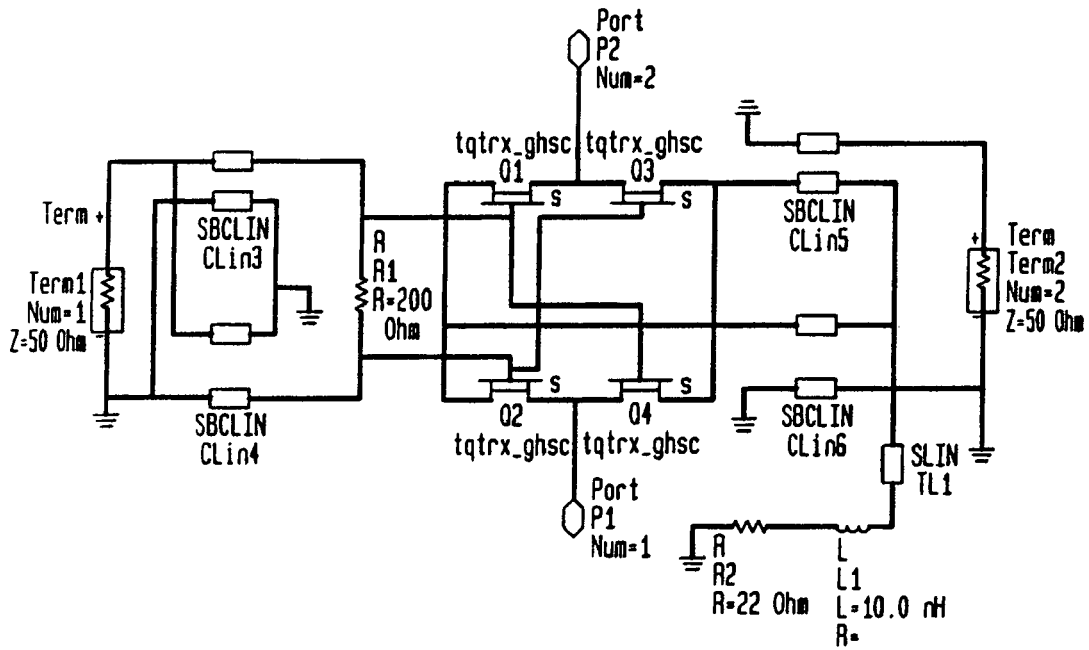 Port
P2
Num=2
tqtrx_ghsc tqtrx_ghsc
Q1
Q3
S
S
Term +
SBCLIN
CLin3
Term1
Num=1
Z=50 Ohm
-
R
R1
R=200
Ohm
SBCLIN
CLin5
+
Term
Term2
Num=2
Z=50 Ohm
-
SBCLIN
CLin4
S
S
Q2
Q4
tqtrx_ghsc tqtrx_ghsc
SBCLIN
CLin6
SLIN
TL1
Port
P1
Num=1
R
R2
R=22 Ohm
L
L1
L=10.0 nH
R=